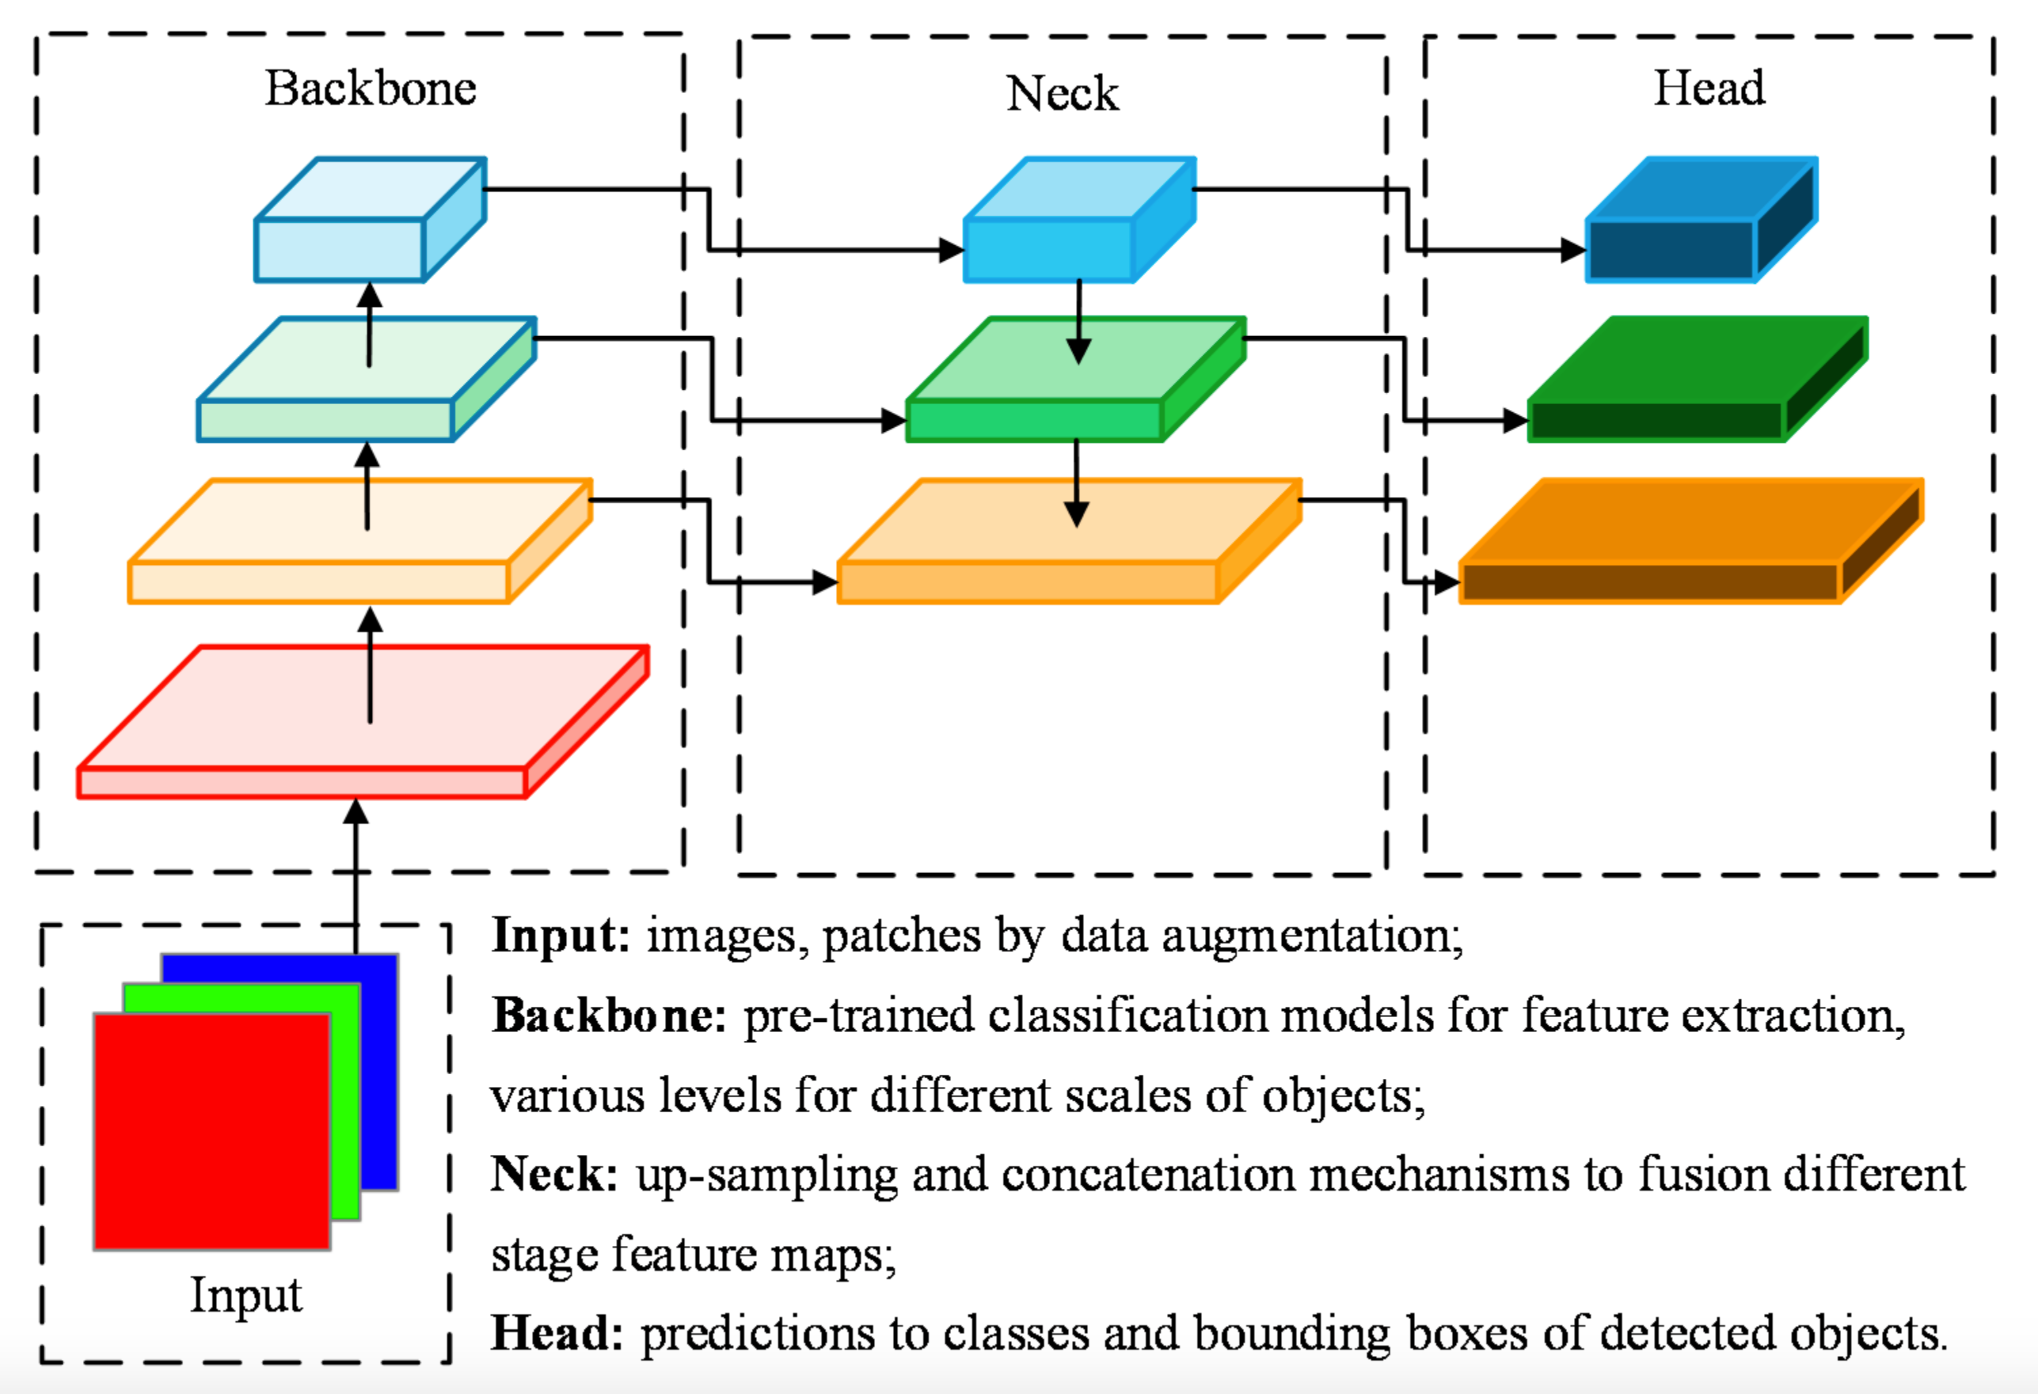 Backbone
Neck
Head
Input
Input: images, patches by data augmentation;
Backbone: pre-trained classification models for feature extraction,
various levels for different scales of objects;
Neck: up-sampling and concatenation mechanisms to fusion different
stage feature maps;
Head: predictions to classes and bounding boxes of detected objects.